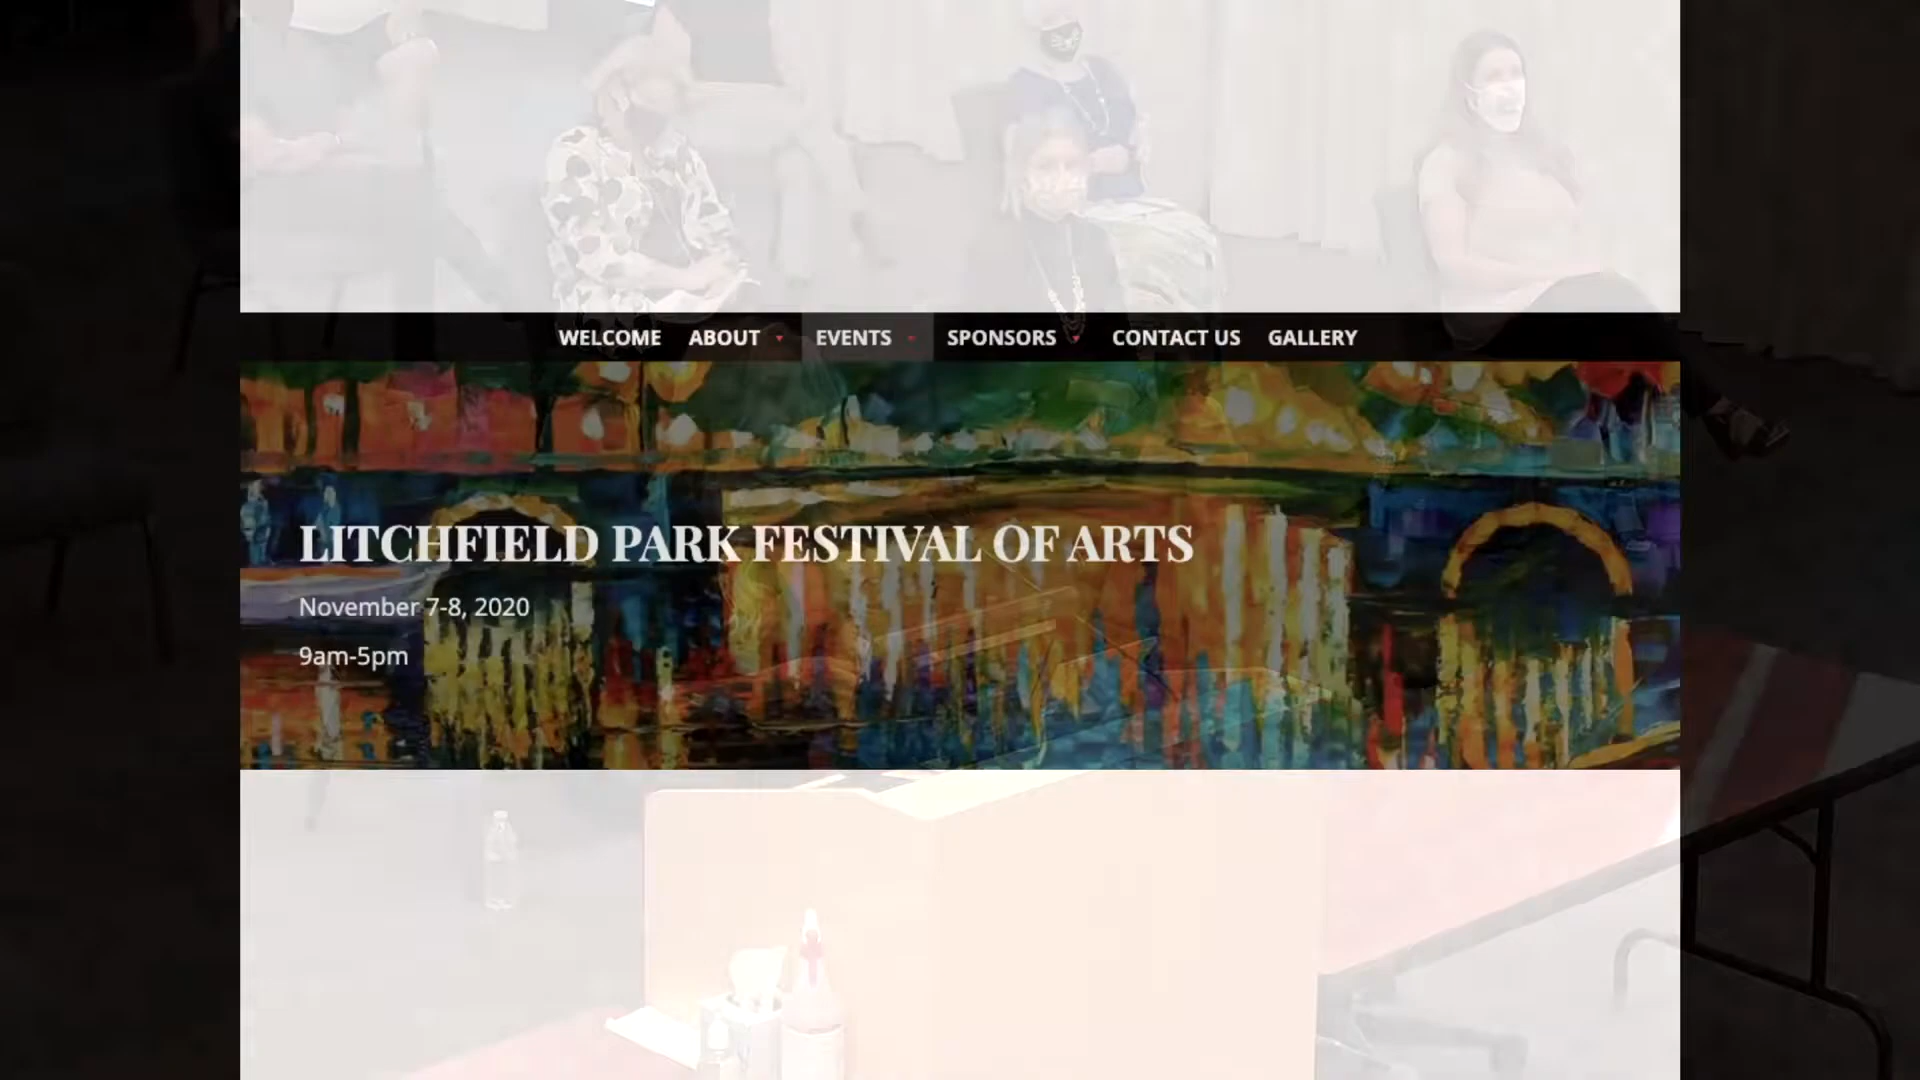 WELCOME ABOUT EVENTS SPONSORS CONTACT US GALLERY
LITCHFIELD PARK FESTIVAL OF ARTS
November 7-8, 2020
9am-5pm